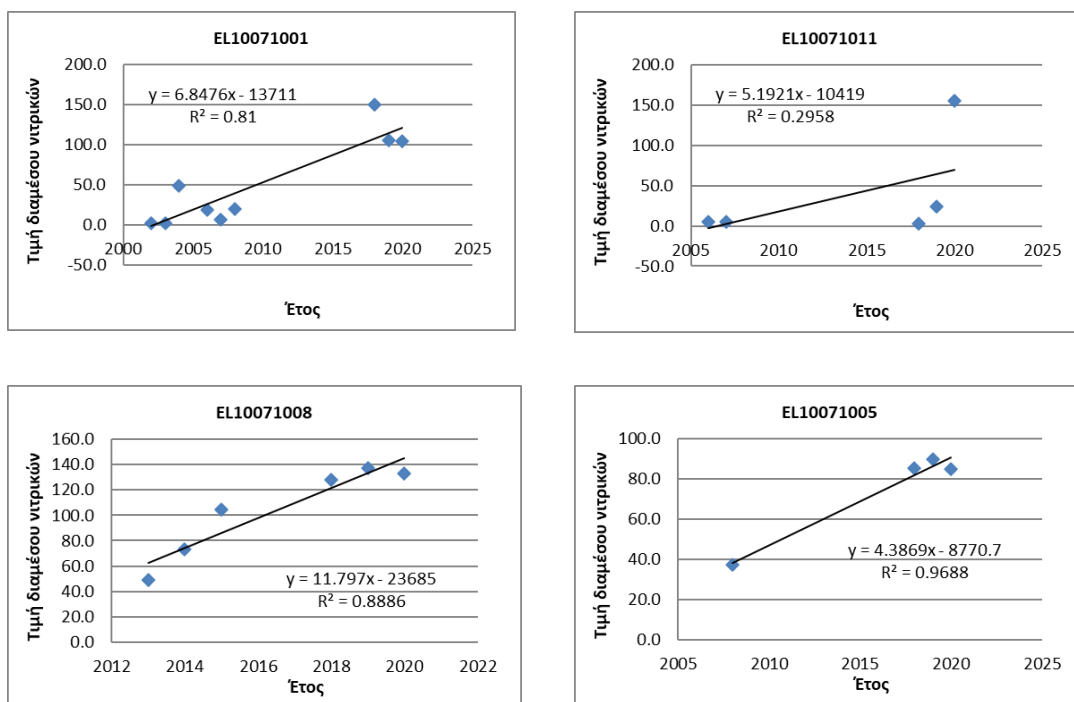 EL10071001
200.0
150.0
100.0
50.0
0.0
-50.0
y = 6.8476x - 13711
R² = 0.81
2000 2005 2010 2015 2020 2025
Τιμή διαμέσου νιτρικών
Έτος
EL10071011
200.0
150.0
100.0
50.0
0.0
-50.0
y = 5.1921x - 10419
R² = 0.2958
2005 2010 2015 2020 2025
Τιμή διαμέσου νιτρικών
Έτος
EL10071008
160.0
140.0
120.0
100.0
80.0
60.0
40.0
20.0
0.0
y = 11.797x - 23685
R² = 0.8886
2012 2014 2016 2018 2020 2022
Τιμή διαμέσου νιτρικών
Έτος
EL10071005
100.0
80.0
60.0
40.0
20.0
0.0
y = 4.3869x - 8770.7
R² = 0.9688
2005 2010 2015 2020 2025
Τιμή διαμέσου νιτρικών
Έτος